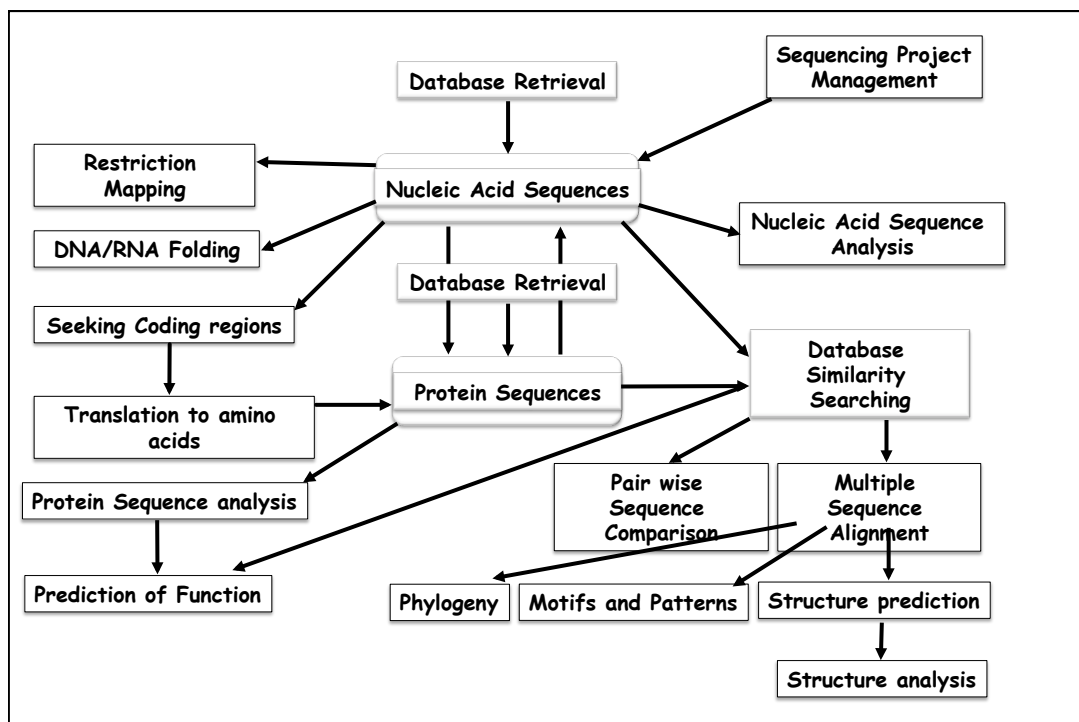 Sequencing Project
Management
Database Retrieval
Restriction
Mapping
Nucleic Acid Sequences
Nucleic Acid Sequence
Analysis
DNA/RNA Folding
Database Retrieval
Seeking Coding regions
Database
Similarity
Searching
Protein Sequences
Translation to amino
acids
Protein Sequence analysis
Pair wise
Sequence
Comparison
Multiple
Sequence
Alignment
Prediction of Function
Phylogeny
Motifs and Patterns
Structure prediction
Structure analysis